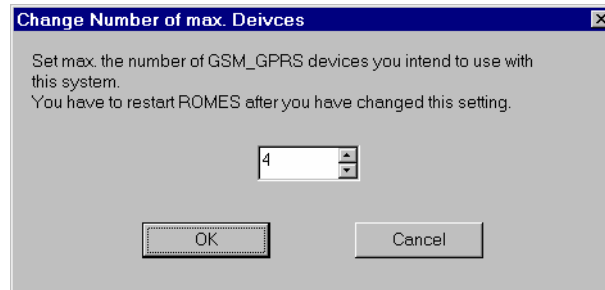 Change Number of max. Deivces
Set max. the number of GSM_GPRS devices you intend to use with
this system.
You have to restart ROMES after you have changed this setting.
4
OK
Cancel